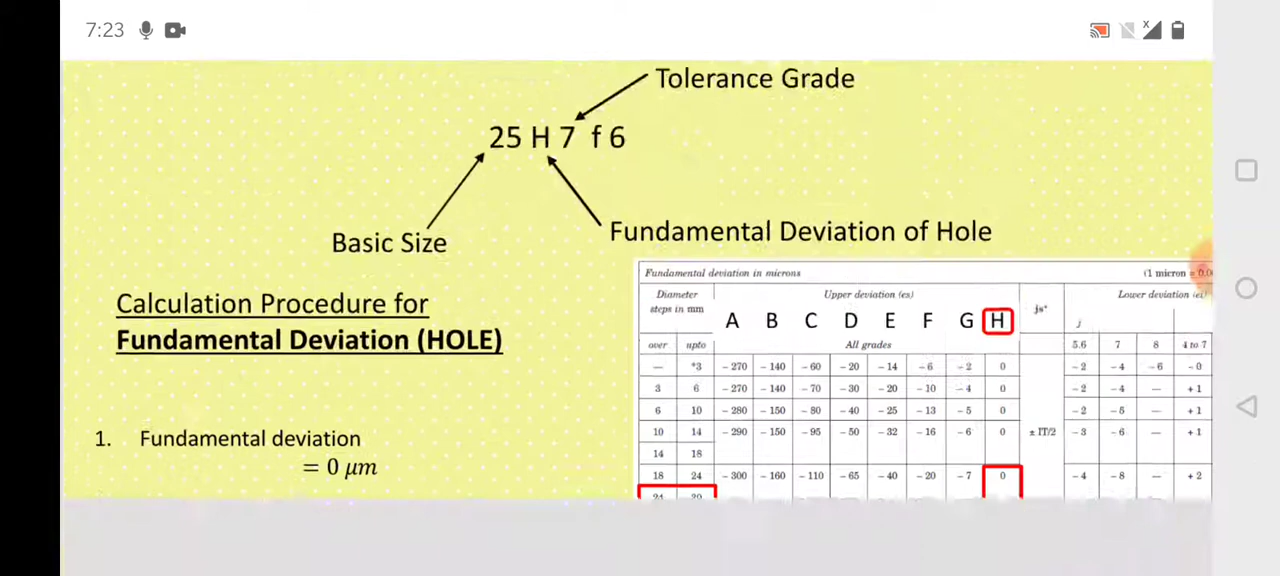 7:23
Tolerance Grade
25 H 7 f 6
Basic Size
Fundamental Deviation of Hole
Calculation Procedure for
Fundamental Deviation (HOLE)
1. Fundamental deviation
= 0 μm
Fundamental deviation in microns (1 micron = 0.0
Diameter steps in mm Upper deviation (es) js* Lower deviation (ei)
A B C D E F G H j
over upto All grades 5.6 7 8 4 to 7
— *3 −270 −140 −60 −20 −14 −6 −2 0 −2 −4 −6 −0
3 6 −270 −140 −70 −30 −20 −10 −4 0 −2 −4 — +1
6 10 −280 −150 −80 −40 −25 −13 −5 0 −2 −5 — +1
10 14 −290 −150 −95 −50 −32 −16 −6 0 ± IT/2 −3 −6 — +1
14 18
18 24 −300 −160 −110 −65 −40 −20 −7 0 −4 −8 — +2